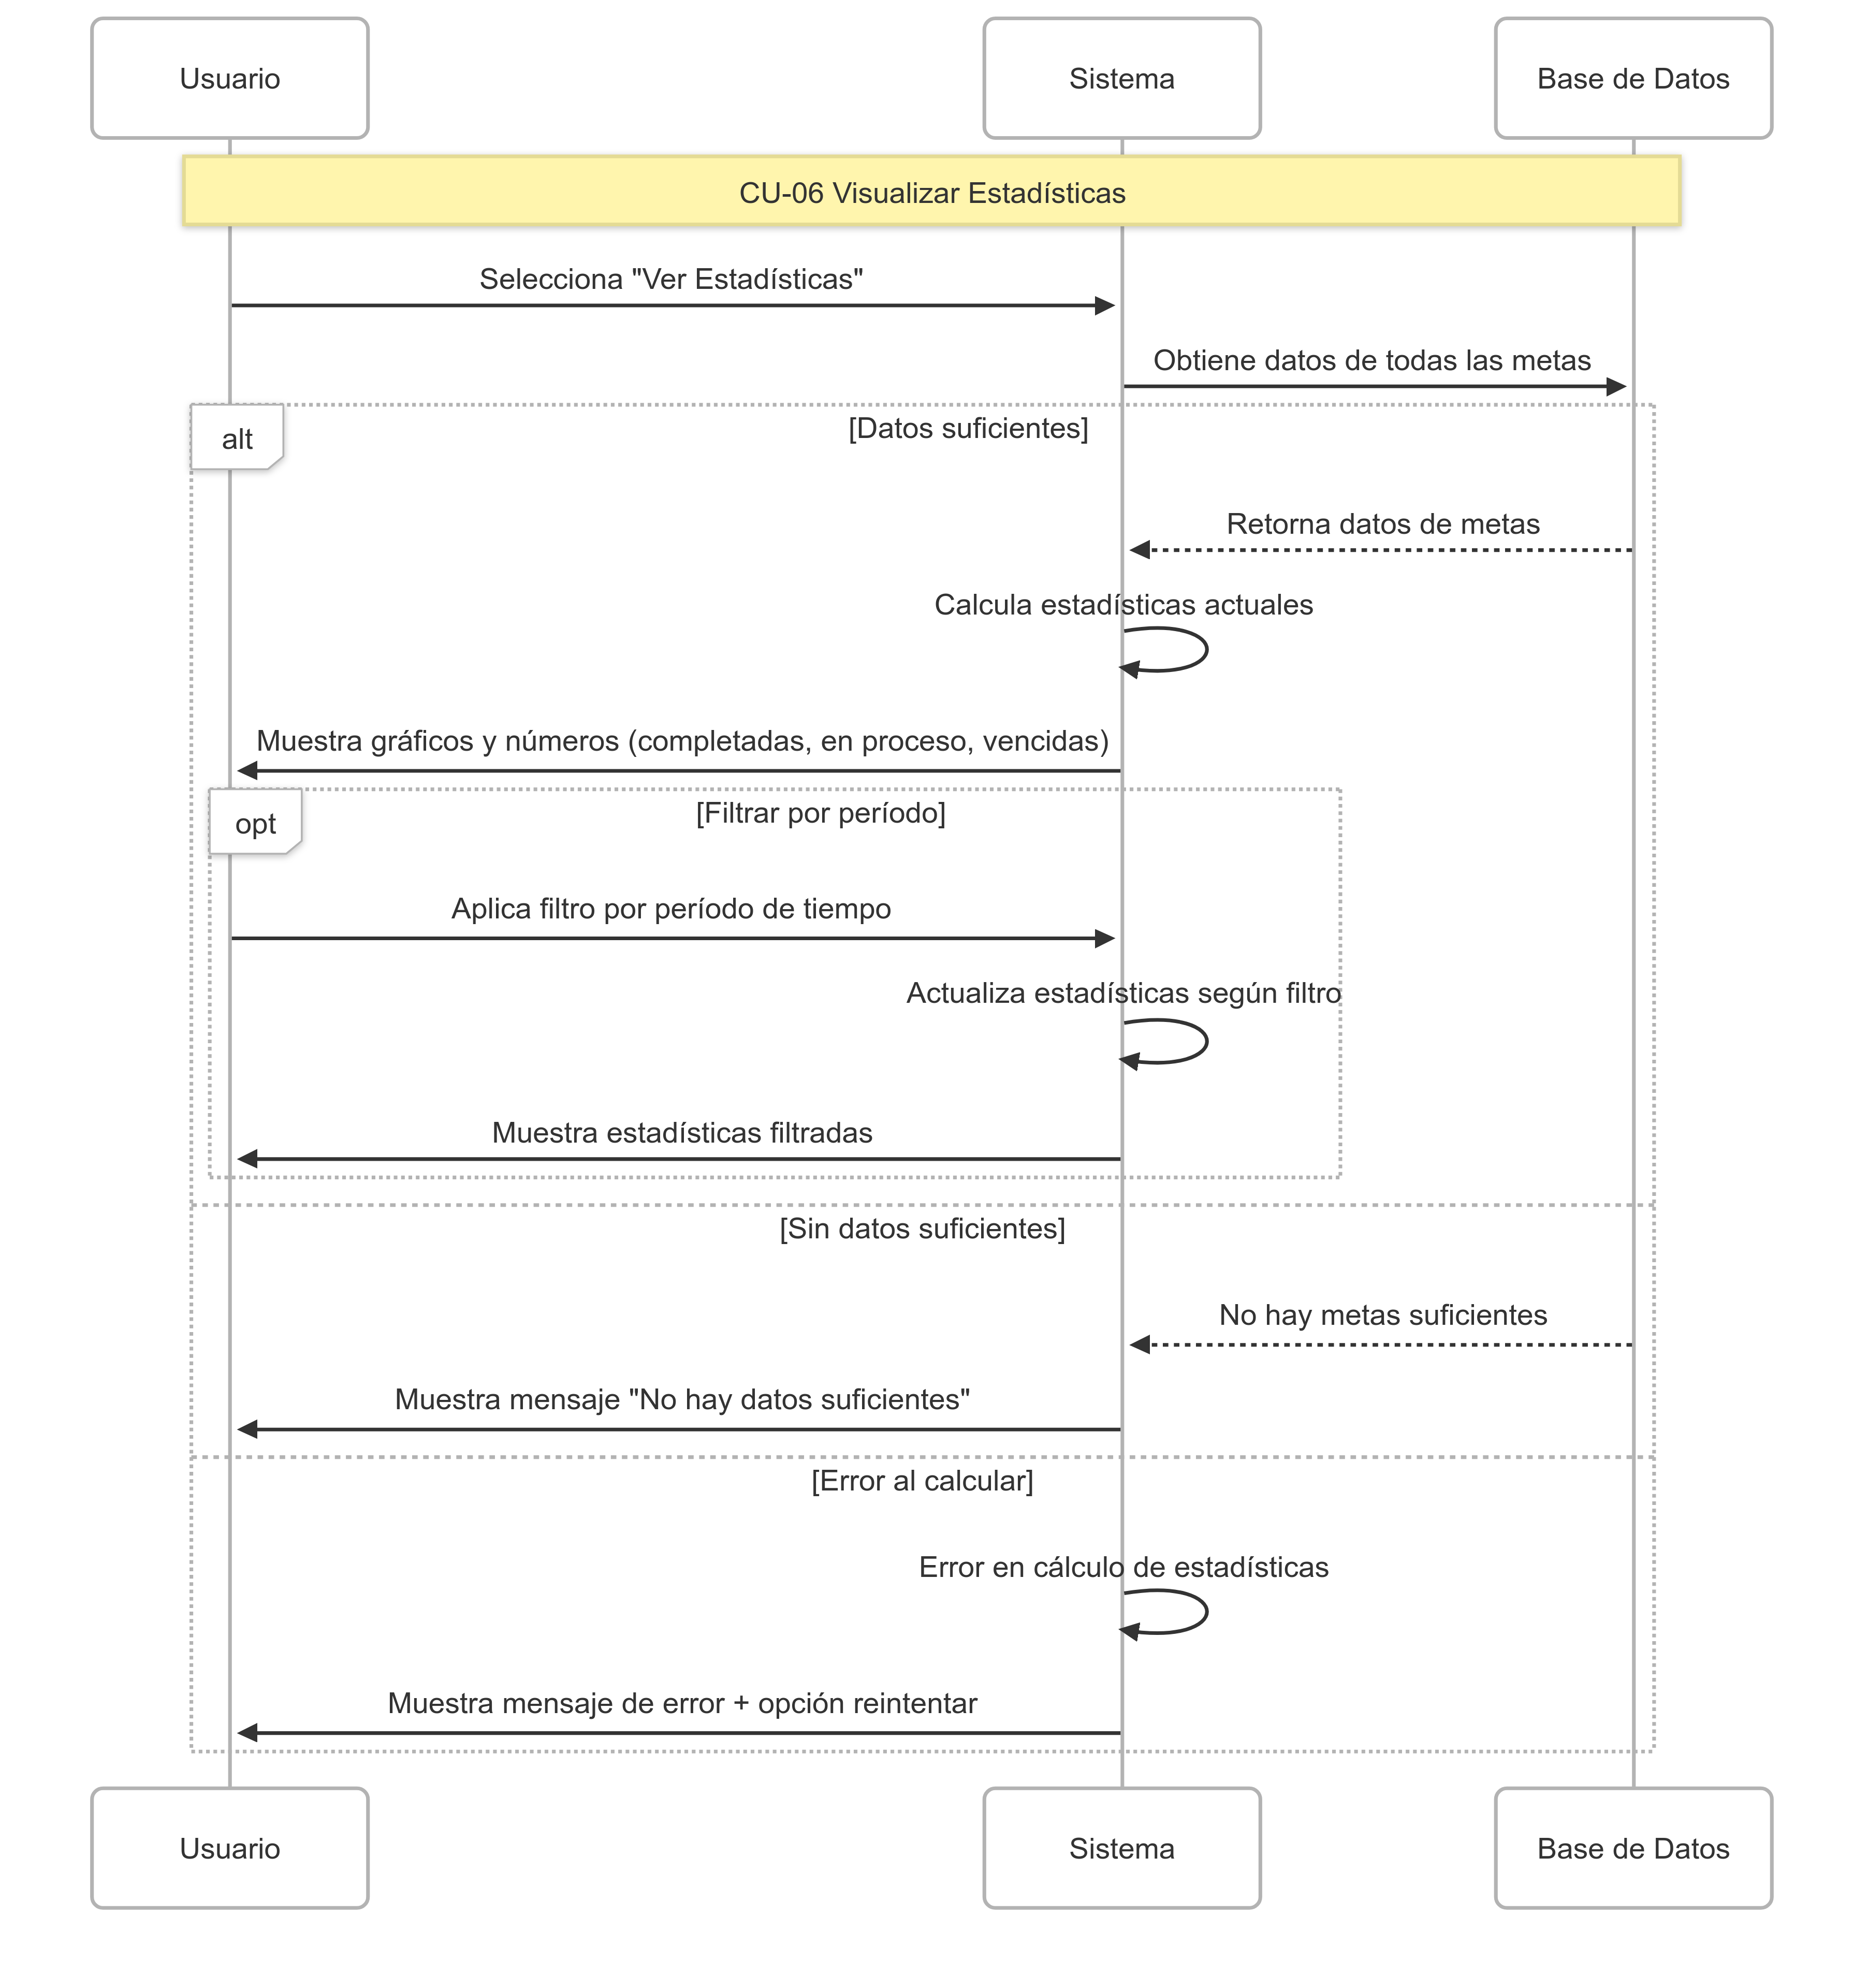 Usuario
Sistema
Base de Datos
CU-06 Visualizar Estadísticas
Selecciona "Ver Estadísticas"
Obtiene datos de todas las metas
alt
[Datos suficientes]
Retorna datos de metas
Calcula estadísticas actuales
Muestra gráficos y números (completadas, en proceso, vencidas)
opt
[Filtrar por período]
Aplica filtro por período de tiempo
Actualiza estadísticas según filtro
Muestra estadísticas filtradas
[Sin datos suficientes]
No hay metas suficientes
Muestra mensaje "No hay datos suficientes"
[Error al calcular]
Error en cálculo de estadísticas
Muestra mensaje de error + opción reintentar
Usuario
Sistema
Base de Datos